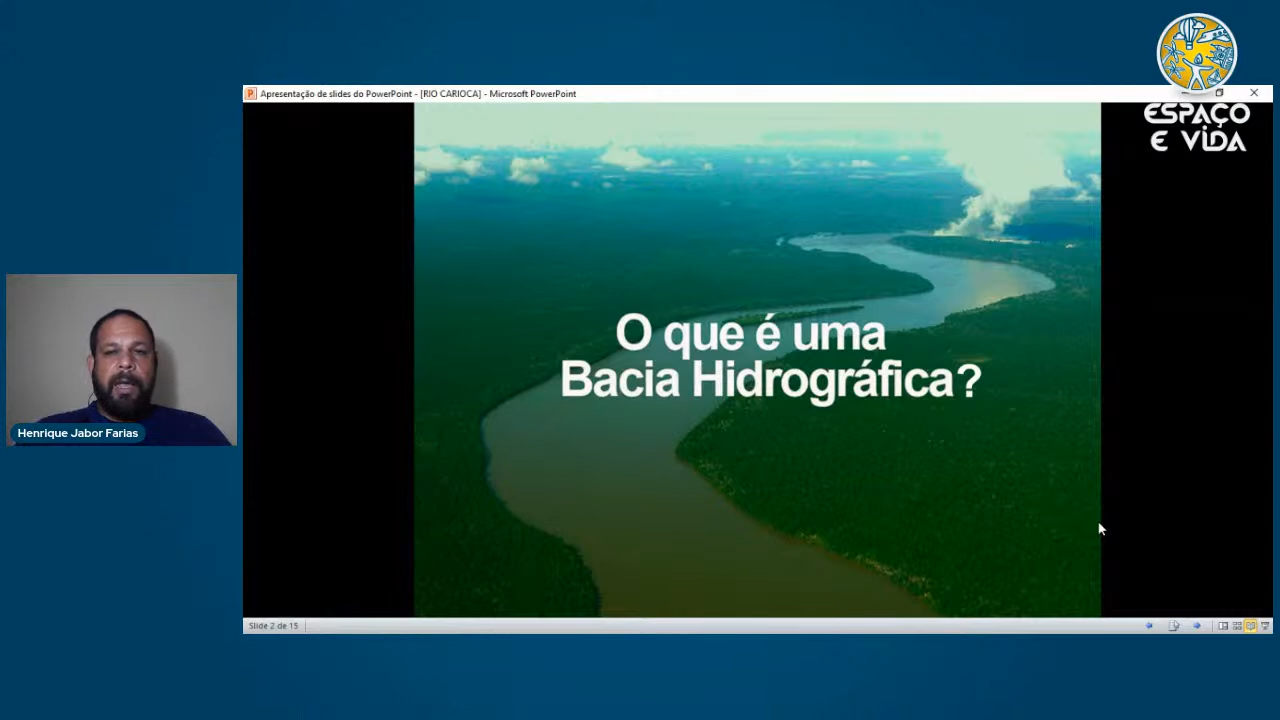 ESPAÇO
E VIDA
Apresentação de slides do PowerPoint - [RIO CARIOCA] - Microsoft PowerPoint
O que é uma
Bacia Hidrográfica?
Henrique Jabor Farias
Slide 2 de 15